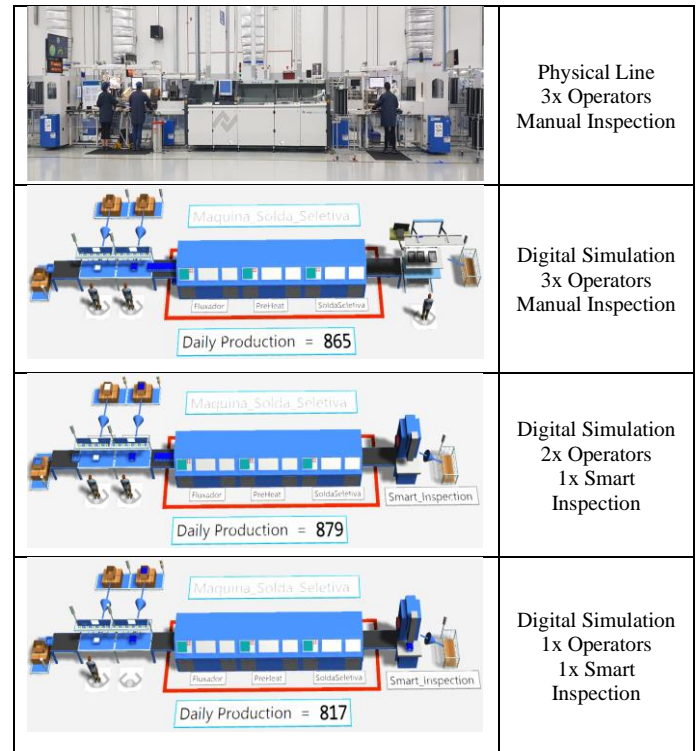 Physical Line
3x Operators
Manual Inspection
Maquina_Solda_Seletiva
Fluxador
PreHeat
SoldaSeletiva
Daily Production = 865
Digital Simulation
3x Operators
Manual Inspection
Maquina_Solda_Seletiva
Fluxador
PreHeat
SoldaSeletiva
Smart_Inspection
Daily Production = 879
Digital Simulation
2x Operators
1x Smart
Inspection
Maquina_Solda_Seletiva
Fluxador
PreHeat
SoldaSeletiva
Smart_Inspection
Daily Production = 817
Digital Simulation
1x Operators
1x Smart
Inspection